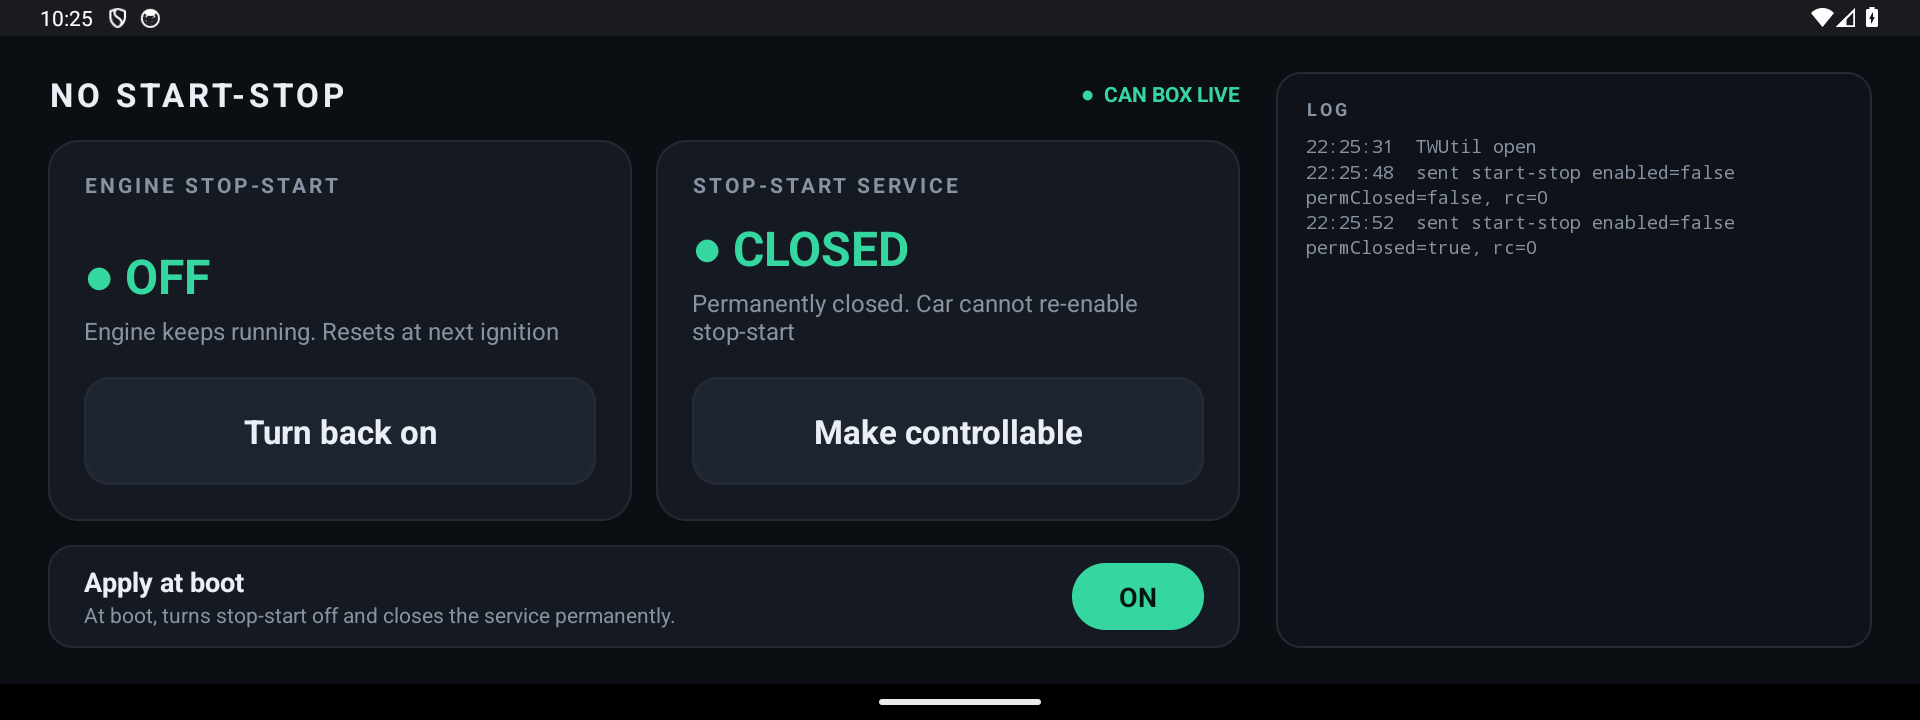 10:25
NO START-STOP
CAN BOX LIVE
ENGINE STOP-START
OFF
Engine keeps running. Resets at next ignition
Turn back on
STOP-START SERVICE
CLOSED
Permanently closed. Car cannot re-enable
stop-start
Make controllable
Apply at boot
At boot, turns stop-start off and closes the service permanently.
ON
LOG
22:25:31  TWUtil open
22:25:48  sent start-stop enabled=false
permClosed=false, rc=0
22:25:52  sent start-stop enabled=false
permClosed=true, rc=0